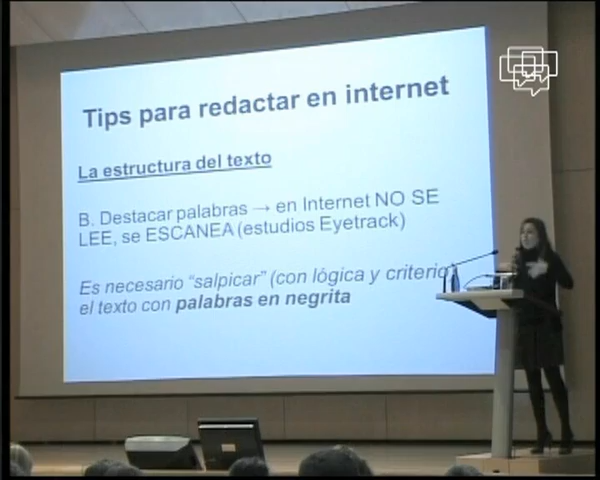 Tips para redactar en internet
La estructura del texto
B. Destacar palabras → en Internet NO SE
LEE, se ESCANEA (estudios Eyetrack)
Es necesario "salpicar" (con lógica y criterio)
el texto con palabras en negrita